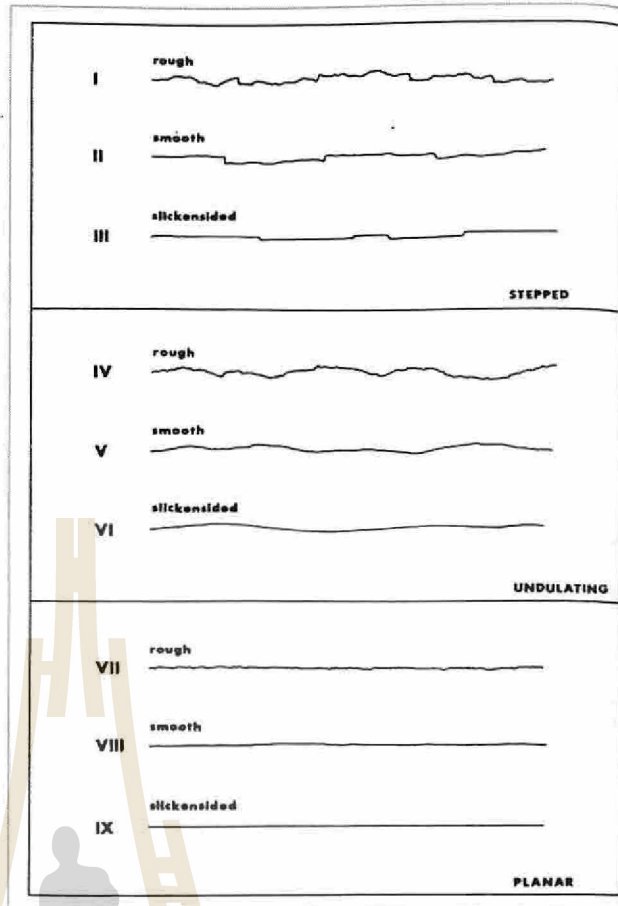 rough
I
smooth
II
slickensided
III
STEPPED
rough
IV
smooth
V
slickensided
VI
UNDULATING
rough
VII
smooth
VIII
slickensided
IX
PLANAR